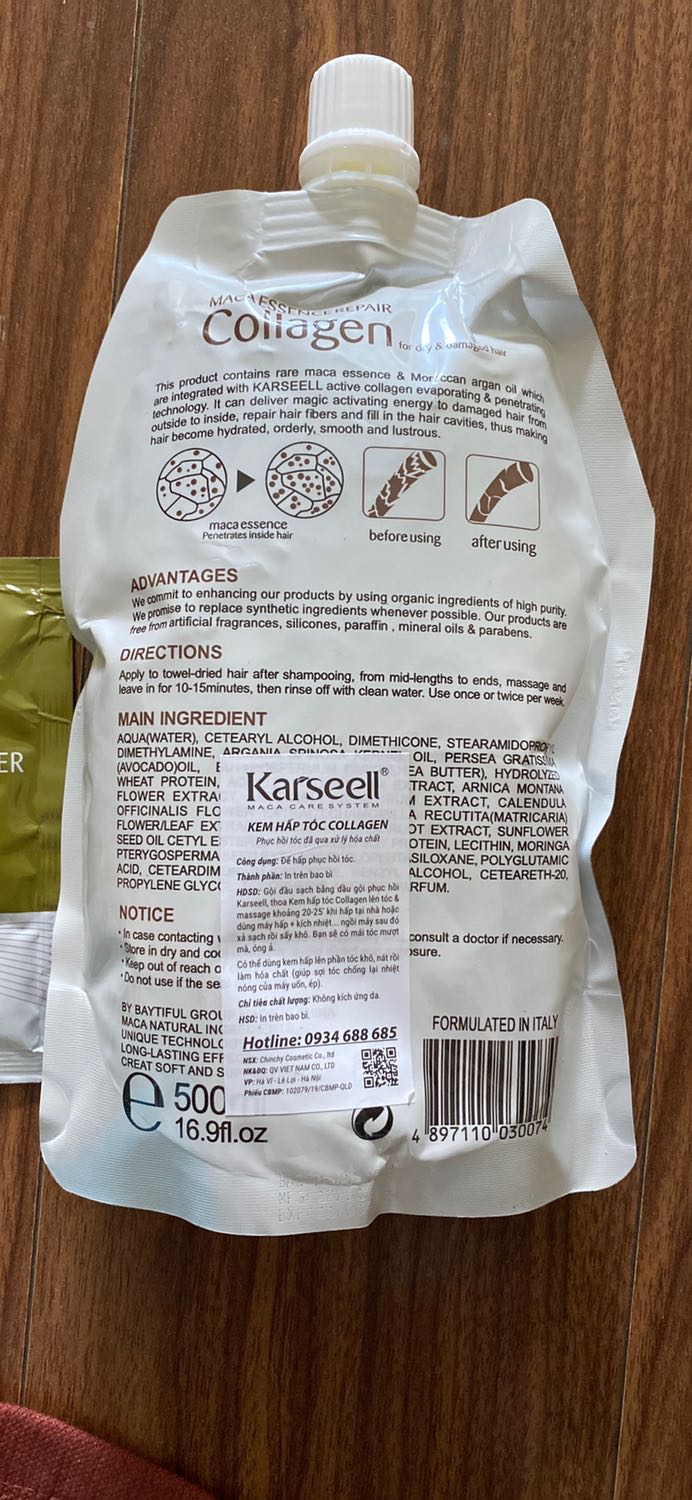 MACA ESSENCE REPAIR
Collagen for dry & damaged hair
This product contains rare maca essence & Moroccan argan oil which
are integrated with KARSEELL active collagen evaporating & penetrating
technology. It can deliver magic activating energy to damaged hair from
outside to inside, repair hair fibers and fill in the hair cavities, thus making
hair become hydrated, orderly, smooth and lustrous.
maca essence
Penetrates inside hair
before using
after using
ADVANTAGES
We commit to enhancing our products by using organic ingredients of high purity.
We promise to replace synthetic ingredients whenever possible. Our products are
free from artificial fragrances, silicones, paraffin , mineral oils & parabens.
DIRECTIONS
Apply to towel-dried hair after shampooing, from mid-lengths to ends, massage and
leave in for 10-15minutes, then rinse off with clean water. Use once or twice per week.
MAIN INGREDIENT
AQUA(WATER), CETEARYL ALCOHOL, DIMETHICONE, STEARAMIDOPROPYL
DIMETHYLAMINE, ARGANIA SPINOSA KERNEL OIL, PERSEA GRATISSIMA
(AVOCADO)OIL, EA BUTTER), HYDROLYZED
WHEAT PROTEIN, TRACT, ARNICA MONTANA
FLOWER EXTRAC M EXTRACT, CALENDULA
OFFICINALIS FLO A RECUTITA(MATRICARIA)
FLOWER/LEAF EX OT EXTRACT, SUNFLOWER
SEED OIL CETYL E OTEIN, LECITHIN, MORINGA
PTERYGOSPERMA ASILOXANE, POLYGLUTAMIC
ACID, CETEARDIM ALCOHOL, CETEARETH-20,
PROPYLENE GLYC RFUM.
NOTICE
* In case contacting consult a doctor if necessary.
* Store in dry and coo osure.
* Keep out of reach o
* Do not use if the sea
BY BAYTIFUL GROU
MACA NATURAL ING
UNIQUE TECHNOLO
LONG-LASTING EFF
CREAT SOFT AND S
e 500
16.9fl.oz
FORMULATED IN ITALY
4 897110 030074
Karseell®
MACA CARE SYSTEM
KEM HẤP TÓC COLLAGEN
Phục hồi tóc đã qua xử lý hóa chất
Công dụng: Để hấp phục hồi tóc.
Thành phần: In trên bao bì
HDSD: Gội đầu sạch bằng dầu gội phục hồi
Karseell, thoa Kem hấp tóc Collagen lên tóc &
massage khoảng 20-25' khi hấp tại nhà hoặc
dùng máy hấp + kích nhiệt... ngồi máy sau đó
xả sạch rồi sấy khô. Bạn sẽ có mái tóc mượt
mà, óng ả.
Có thể dùng kem hấp lên phần tóc khô, nát rồi
làm hóa chất (giúp sợi tóc chống lại nhiệt
nóng của máy uốn, ép).
Chỉ tiêu chất lượng: Không kích ứng da.
HSD: In trên bao bì.
Hotline: 0934 688 685
NSX: Chinchy Cosmetic Co., ltd
NK&DQ: QV VIET NAM CO., LTD
VP: Hà Vĩ - Lê Lợi - Hà Nội
Phiếu CBMP: 102079/19/CBMP-QLD
ER